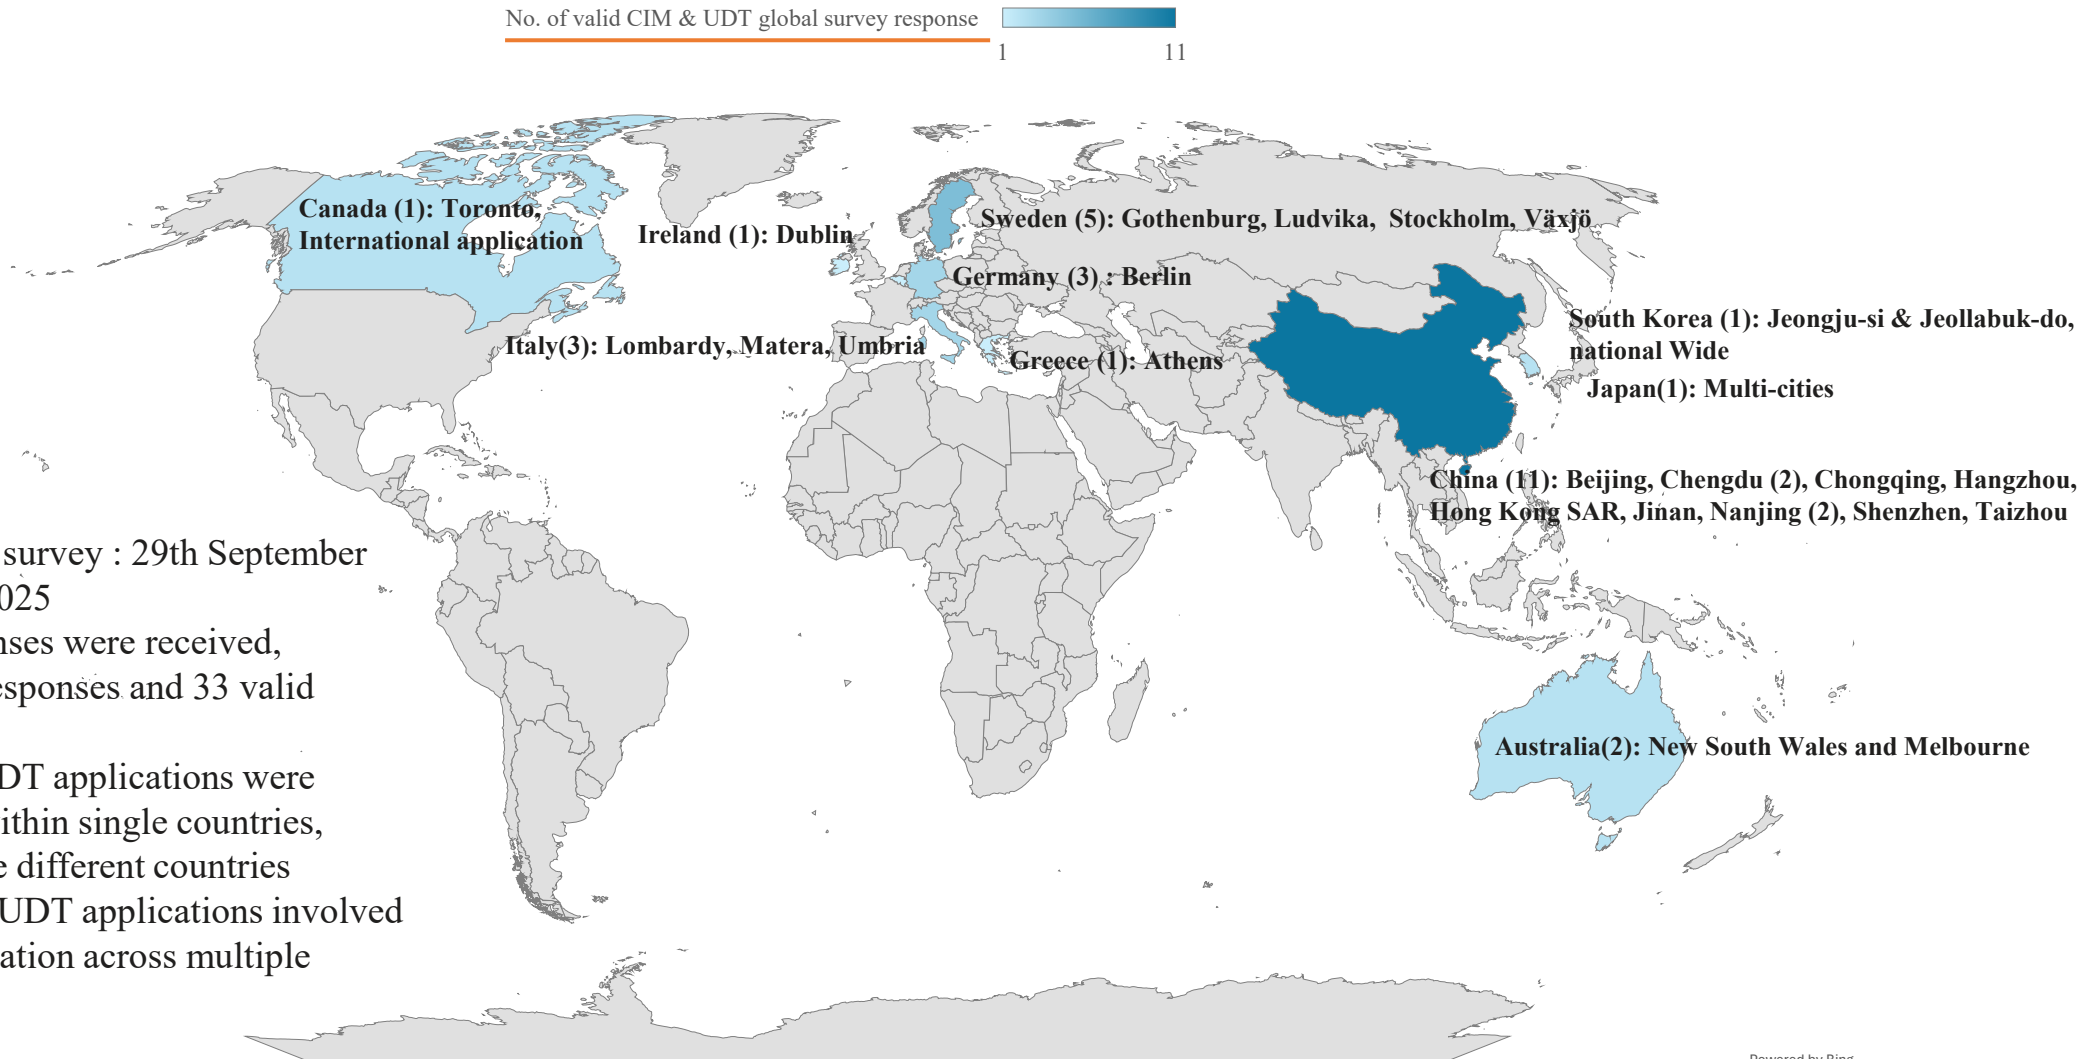 No. of valid CIM & UDT global survey response
1
11
Canada (1): Toronto,
International application
Ireland (1): Dublin
Sweden (5): Gothenburg, Ludvika, Stockholm, Växjö
Germany (3) : Berlin
Italy(3): Lombardy, Matera, Umbria
Greece (1): Athens
South Korea (1): Jeongju-si & Jeollabuk-do,
national Wide
Japan(1): Multi-cities
China (11): Beijing, Chengdu (2), Chongqing, Hangzhou,
Hong Kong SAR, Jinan, Nanjing (2), Shenzhen, Taizhou
survey : 29th September
025
nses were received,
esponses and 33 valid
DT applications were
ithin single countries,
e different countries
UDT applications involved
ation across multiple
Australia(2): New South Wales and Melbourne
Powered by Bing